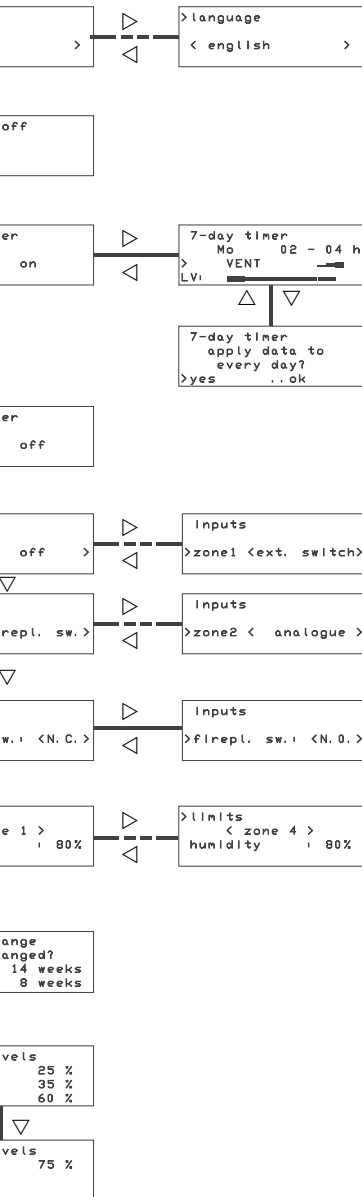 >
>language
< english >
off
er
on
7-day timer
Mo 02 - 04 h
> VENT
LV:
7-day timer
apply data to
every day?
>yes ..ok
er
off
off >
Inputs
>zone1 <ext. switch>
repl. sw.>
Inputs
>zone2 < analogue >
w.: <N.C.>
Inputs
>firepl. sw.: <N.O.>
e 1 >
: 80%
>limits
< zone 4 >
humidity : 80%
ange
anged?
14 weeks
8 weeks
vels
25 %
35 %
60 %
vels
75 %